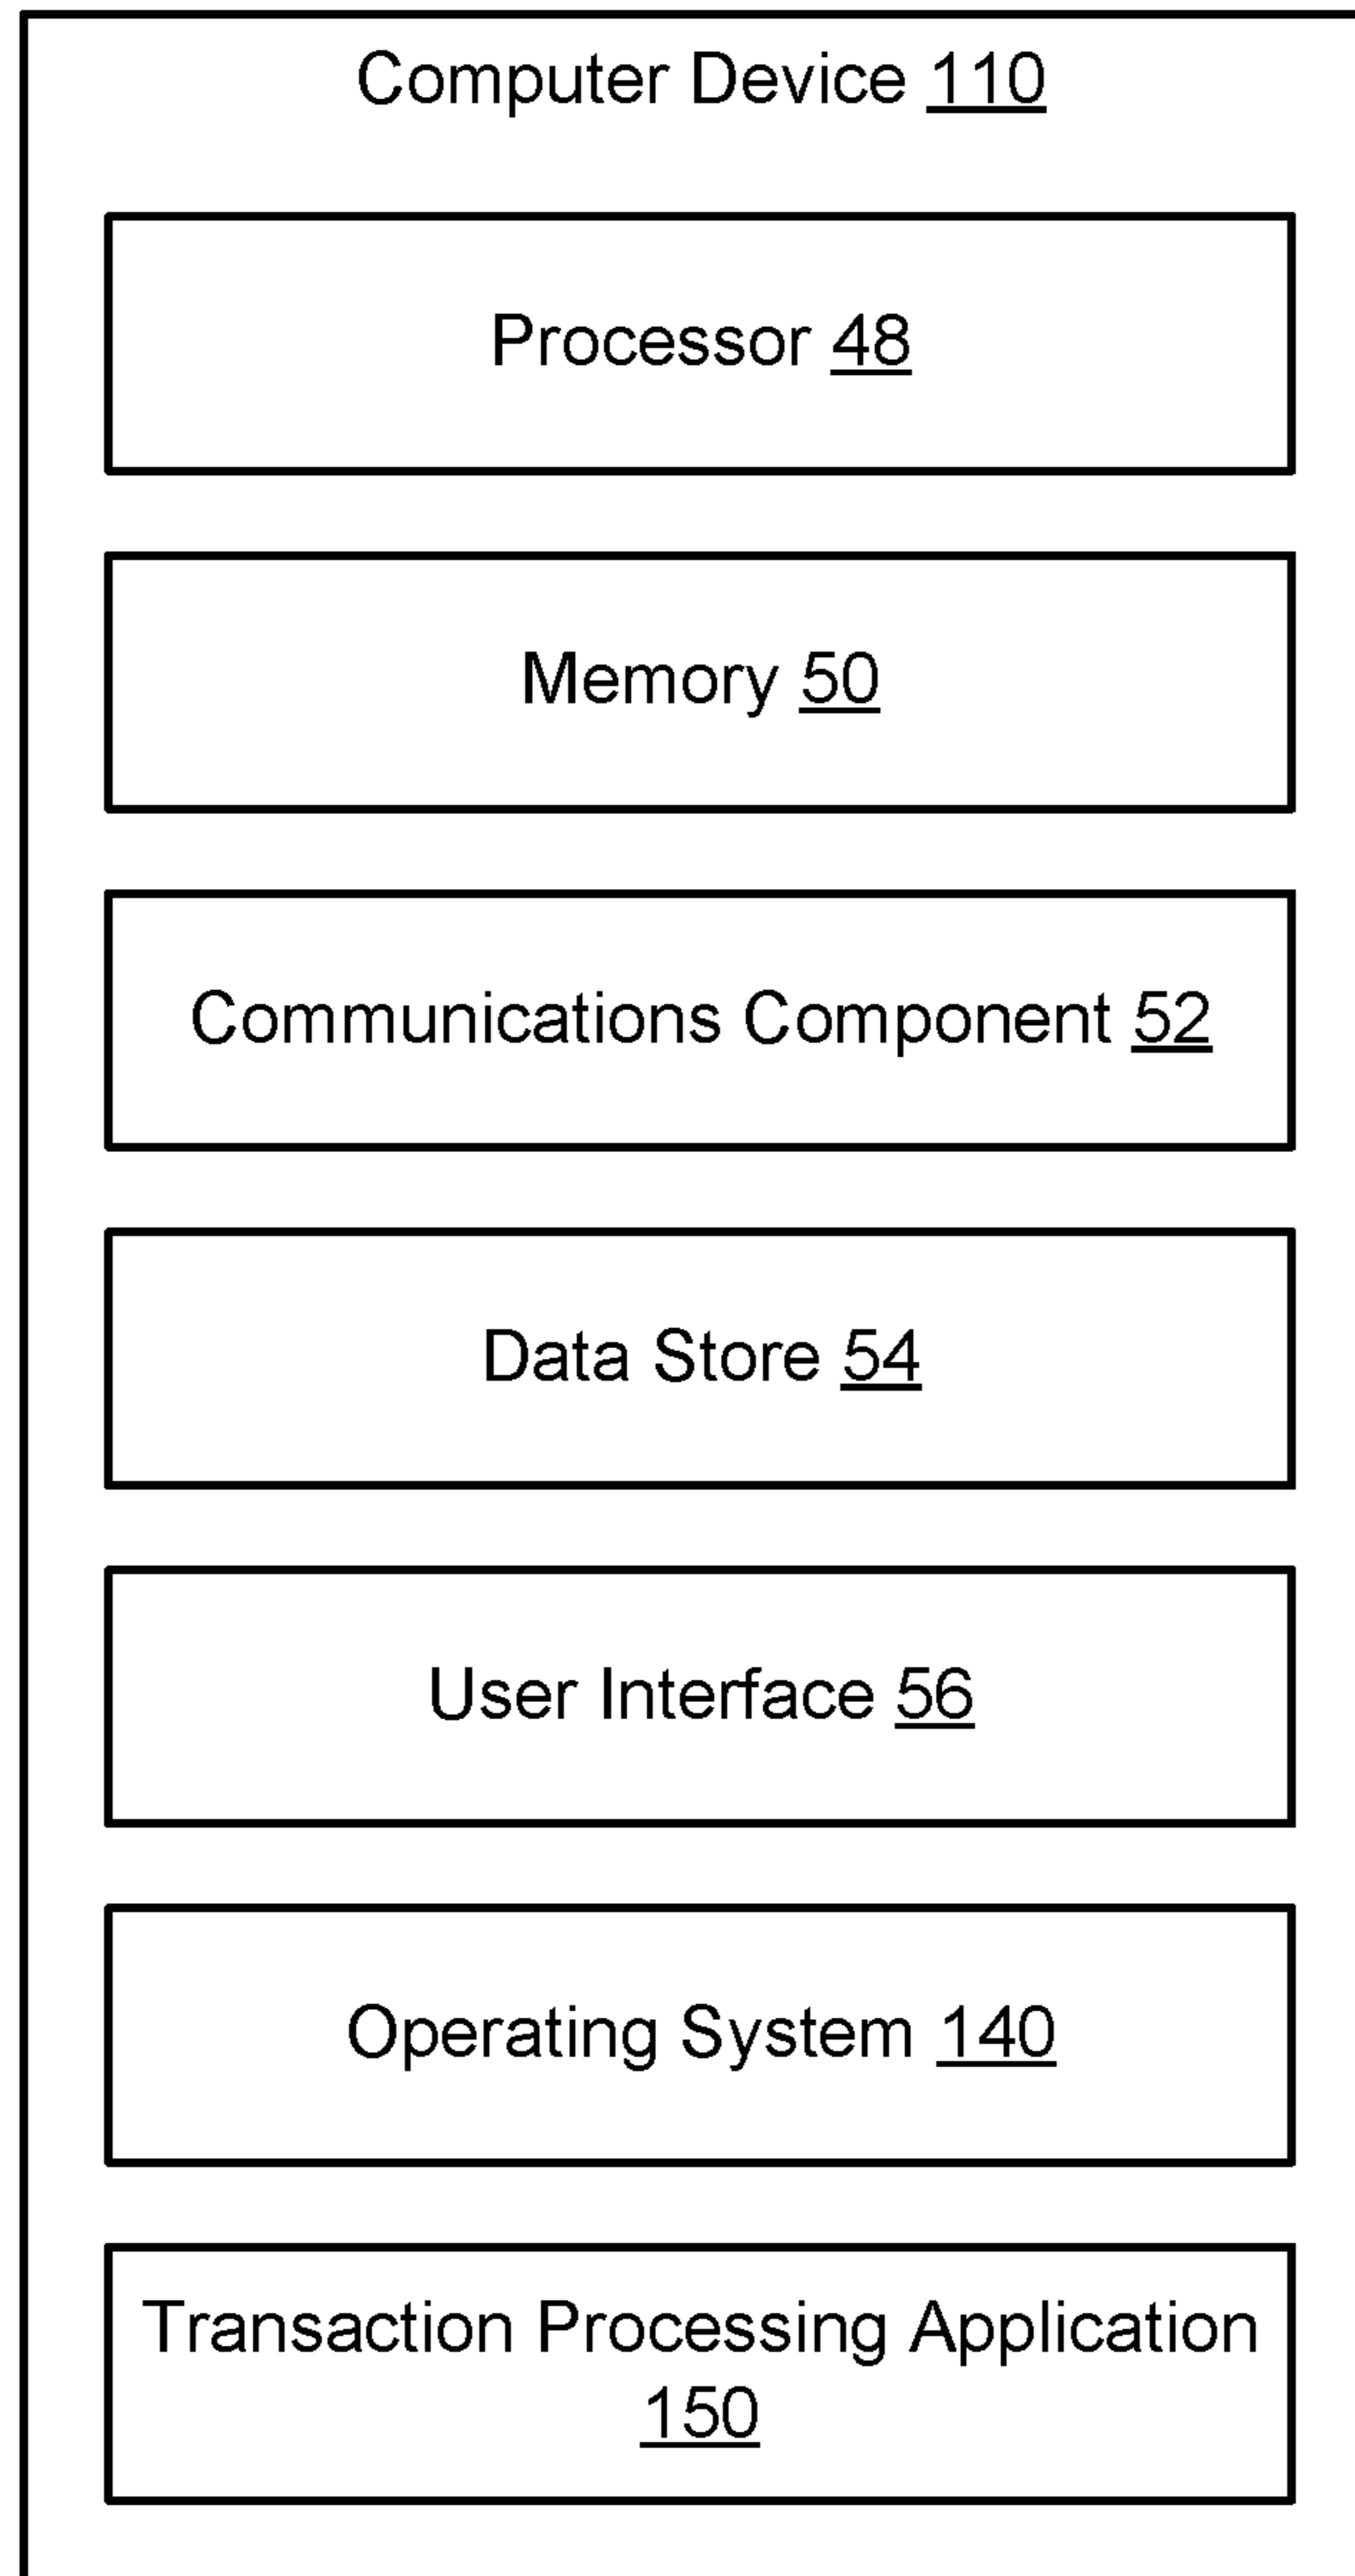 Computer Device 110
Processor 48
Memory 50
Communications Component 52
Data Store 54
User Interface 56
Operating System 140
Transaction Processing Application
150